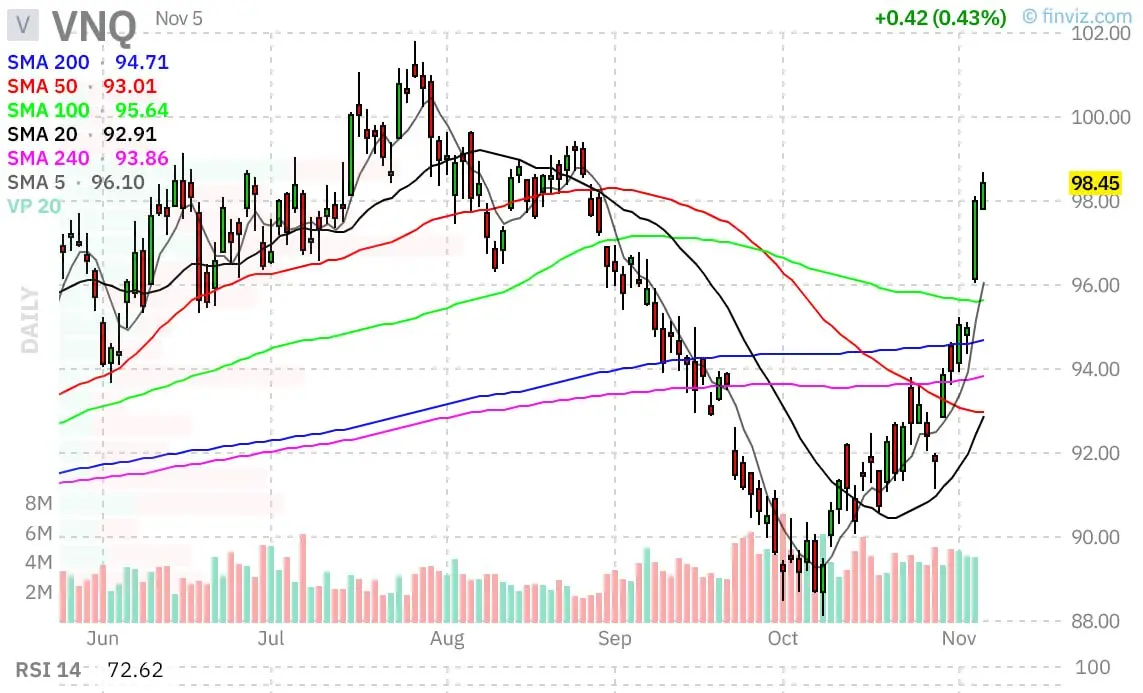 V VNQ Nov 5 +0.42 (0.43%) © finviz.com
SMA 200 · 94.71
SMA 50 · 93.01
SMA 100 · 95.64
SMA 20 · 92.91
SMA 240 · 93.86
SMA 5 · 96.10
VP 20
DAILY
102.00
100.00
98.45
98.00
96.00
94.00
92.00
90.00
88.00
8M
6M
4M
2M
Jun Jul Aug Sep Oct Nov
RSI 14 72.62 100